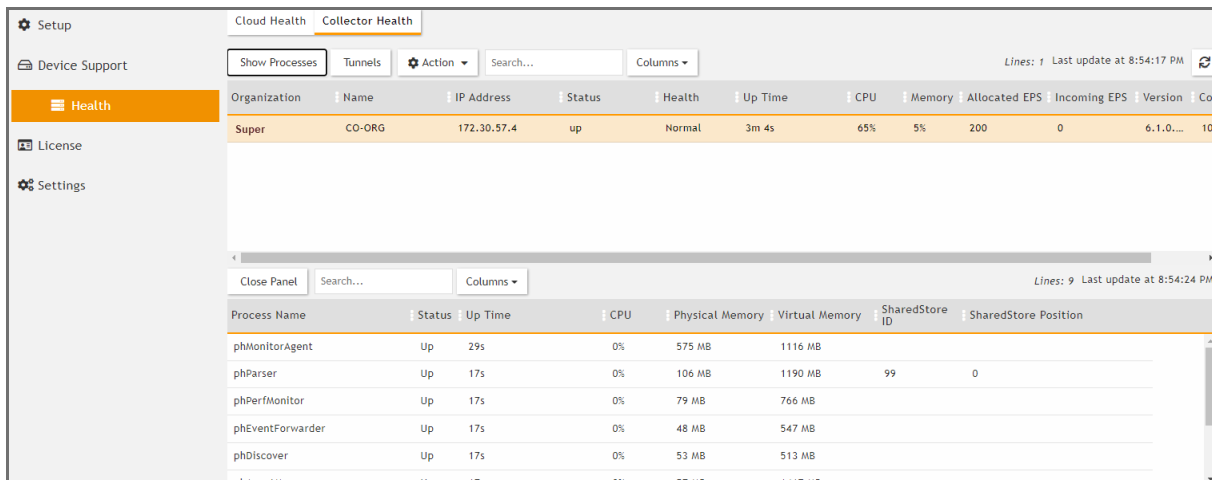 Setup
Device Support
Health
License
Settings
Cloud Health Collector Health
Show Processes Tunnels Action Search... Columns Lines: 1 Last update at 8:54:17 PM
Organization Name IP Address Status Health Up Time CPU Memory Allocated EPS Incoming EPS Version Co
Super CO-ORG 172.30.57.4 up Normal 3m 4s 65% 5% 200 0 6.1.0.... 10
Close Panel Search... Columns Lines: 9 Last update at 8:54:24 PM
Process Name Status Up Time CPU Physical Memory Virtual Memory SharedStore ID SharedStore Position
phMonitorAgent Up 29s 0% 575 MB 1116 MB
phParser Up 17s 0% 106 MB 1190 MB 99 0
phPerfMonitor Up 17s 0% 79 MB 766 MB
phEventForwarder Up 17s 0% 48 MB 547 MB
phDiscover Up 17s 0% 53 MB 513 MB